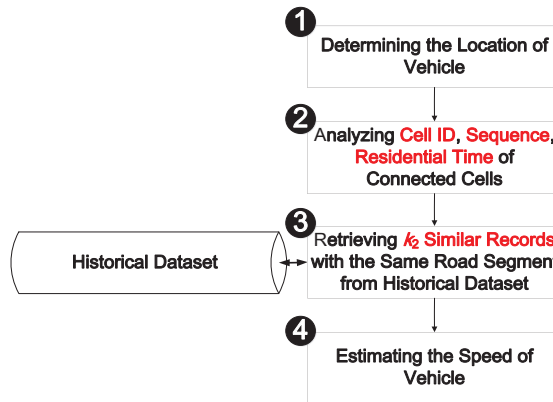 1
Determining the Location of
Vehicle
2
Analyzing Cell ID, Sequence,
Residential Time of
Connected Cells
3
Retrieving k2 Similar Records
with the Same Road Segment
from Historical Dataset
Historical Dataset
4
Estimating the Speed of
Vehicle